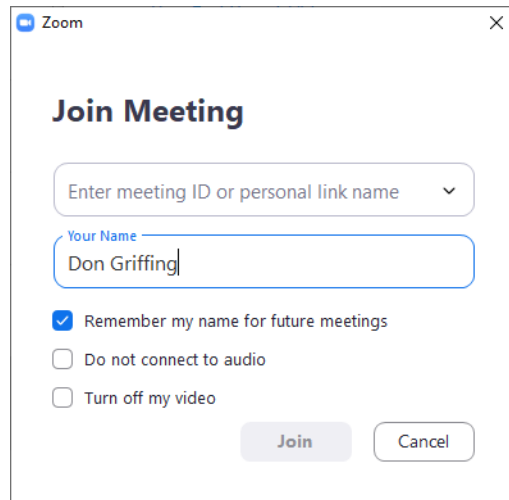 Zoom
Join Meeting
Enter meeting ID or personal link name
Your Name
Don Griffing
Remember my name for future meetings
Do not connect to audio
Turn off my video
Join Cancel